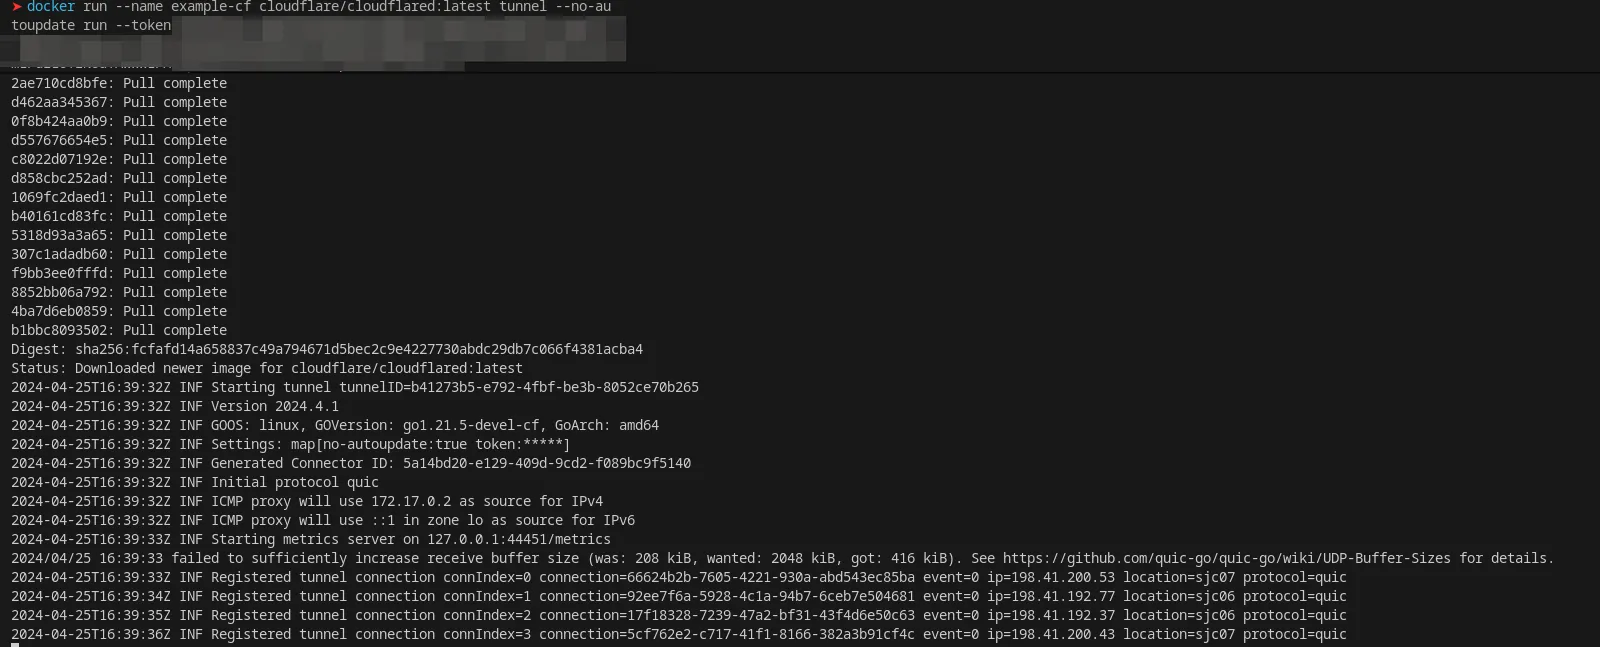 ➤ docker run --name example-cf cloudflare/cloudflared:latest tunnel --no-au
toupdate run --token
2ae710cd8bfe: Pull complete
d462aa345367: Pull complete
0f8b424aa0b9: Pull complete
d557676654e5: Pull complete
c8022d07192e: Pull complete
d858cbc252ad: Pull complete
1069fc2daed1: Pull complete
b40161cd83fc: Pull complete
5318d93a3a65: Pull complete
307c1adadb60: Pull complete
f9bb3ee0fffd: Pull complete
8852bb06a792: Pull complete
4ba7d6eb0859: Pull complete
b1bbc8093502: Pull complete
Digest: sha256:fcfafd14a658837c49a794671d5bec2c9e4227730abdc29db7c066f4381acba4
Status: Downloaded newer image for cloudflare/cloudflared:latest
2024-04-25T16:39:32Z INF Starting tunnel tunnelID=b41273b5-e792-4fbf-be3b-8052ce70b265
2024-04-25T16:39:32Z INF Version 2024.4.1
2024-04-25T16:39:32Z INF GOOS: linux, GOVersion: go1.21.5-devel-cf, GoArch: amd64
2024-04-25T16:39:32Z INF Settings: map[no-autoupdate:true token:*****]
2024-04-25T16:39:32Z INF Generated Connector ID: 5a14bd20-e129-409d-9cd2-f089bc9f5140
2024-04-25T16:39:32Z INF Initial protocol quic
2024-04-25T16:39:32Z INF ICMP proxy will use 172.17.0.2 as source for IPv4
2024-04-25T16:39:32Z INF ICMP proxy will use ::1 in zone lo as source for IPv6
2024-04-25T16:39:33Z INF Starting metrics server on 127.0.0.1:44451/metrics
2024/04/25 16:39:33 failed to sufficiently increase receive buffer size (was: 208 kiB, wanted: 2048 kiB, got: 416 kiB). See https://github.com/quic-go/quic-go/wiki/UDP-Buffer-Sizes for details.
2024-04-25T16:39:33Z INF Registered tunnel connection connIndex=0 connection=66624b2b-7605-4221-930a-abd543ec85ba event=0 ip=198.41.200.53 location=sjc07 protocol=quic
2024-04-25T16:39:34Z INF Registered tunnel connection connIndex=1 connection=92ee7f6a-5928-4c1a-94b7-6ceb7e504681 event=0 ip=198.41.192.77 location=sjc06 protocol=quic
2024-04-25T16:39:35Z INF Registered tunnel connection connIndex=2 connection=17f18328-7239-47a2-bf31-43f4d6e50c63 event=0 ip=198.41.192.37 location=sjc06 protocol=quic
2024-04-25T16:39:36Z INF Registered tunnel connection connIndex=3 connection=5cf762e2-c717-41f1-8166-382a3b91cf4c event=0 ip=198.41.200.43 location=sjc07 protocol=quic